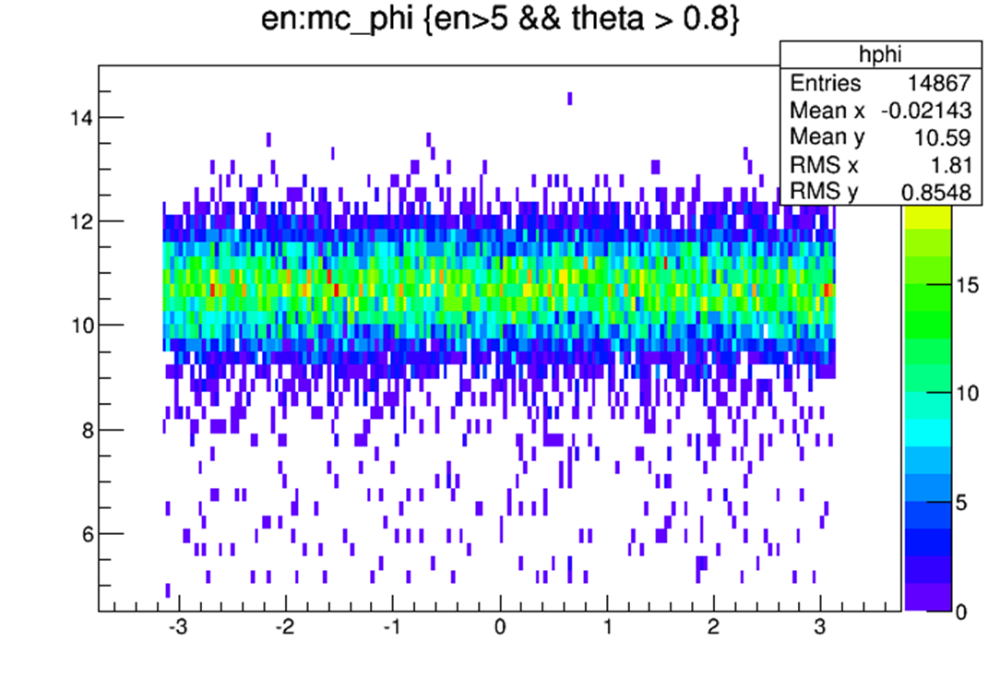 en:mc_phi {en>5 && theta > 0.8}
hphi
Entries 14867
Mean x -0.02143
Mean y 10.59
RMS x 1.81
RMS y 0.8548
14
12
10
8
6
15
10
5
0
-3 -2 -1 0 1 2 3